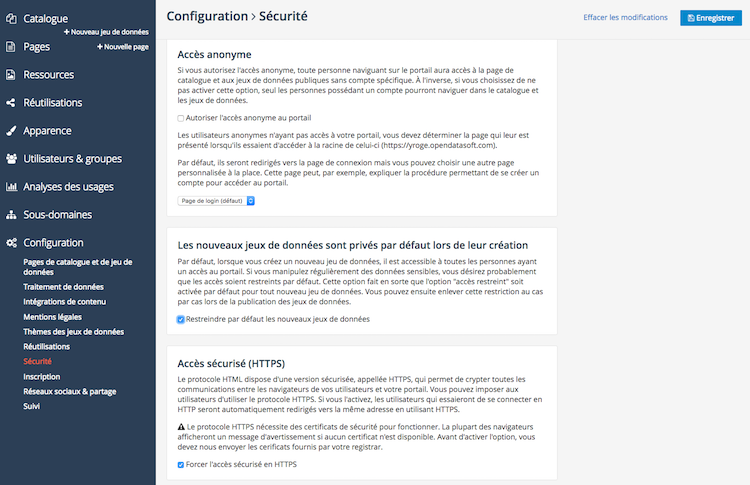 Catalogue
+ Nouveau jeu de données
Pages
+ Nouvelle page
Ressources
Réutilisations
Apparence
Utilisateurs & groupes
Analyses des usages
Sous-domaines
Configuration
Pages de catalogue et de jeu de
données
Traitement de données
Intégrations de contenu
Mentions légales
Thèmes des jeux de données
Réutilisations
Sécurité
Inscription
Réseaux sociaux & partage
Suivi
Configuration > Sécurité
Effacer les modifications
Enregistrer
Accès anonyme
Si vous autorisez l'accès anonyme, toute personne naviguant sur le portail aura accès à la page de
catalogue et aux jeux de données publiques sans compte spécifique. À l'inverse, si vous choisissez de ne
pas activer cette option, seul les personnes possédant un compte pourront naviguer dans le catalogue et
les jeux de données.
Autoriser l'accès anonyme au portail
Les utilisateurs anonymes n'ayant pas accès à votre portail, vous devez déterminer la page qui leur est
présenté lorsqu'ils essaient d'accéder à la racine de celui-ci (https://yroge.opendatasoft.com).
Par défaut, ils seront redirigés vers la page de connexion mais vous pouvez choisir une autre page
personnalisée à la place. Cette page peut, par exemple, expliquer la procédure permettant de se créer un
compte pour accéder au portail.
Page de login (défaut)
Les nouveaux jeux de données sont privés par défaut lors de leur création
Par défaut, lorsque vous créez un nouveau jeu de données, il est accessible à toutes les personnes ayant
un accès au portail. Si vous manipulez régulièrement des données sensibles, vous désirez probablement
que les accès soient restreints par défaut. Cette option fait en sorte que l'option "accès restreint" soit
activée par défaut pour tout nouveau jeu de données. Vous pouvez ensuite enlever cette restriction au cas
par cas lors de la publication des jeux de données.
Restreindre par défaut les nouveaux jeux de données
Accès sécurisé (HTTPS)
Le protocole HTML dispose d'une version sécurisée, appellée HTTPS, qui permet de crypter toutes les
communications entre les navigateurs de vos utilisateurs et votre portail. Vous pouvez imposer aux
utilisateurs d'utiliser le protocole HTTPS. Si vous l'activez, les utilisateurs qui essaieront de se connecter en
HTTP seront automatiquement redirigés vers la même adresse en utilisant HTTPS.
Le protocole HTTPS nécessite des certificats de sécurité pour fonctionner. La plupart des navigateurs
afficheront un message d'avertissement si aucun certificat n'est disponible. Avant d'activer l'option, vous
devez nous envoyer les cerificats fournis par votre registrar.
Forcer l'accès sécurisé en HTTPS